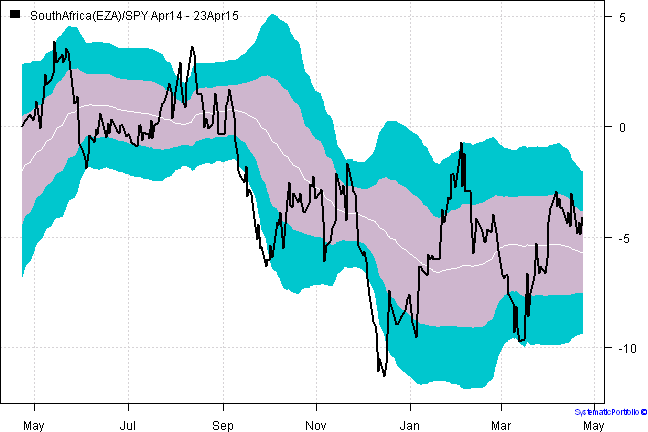 SouthAfrica(EZA)/SPY Apr14 - 23Apr15
5
0
-5
-10
May Jul Sep Nov Jan Mar May
SystematicPortfolio ©